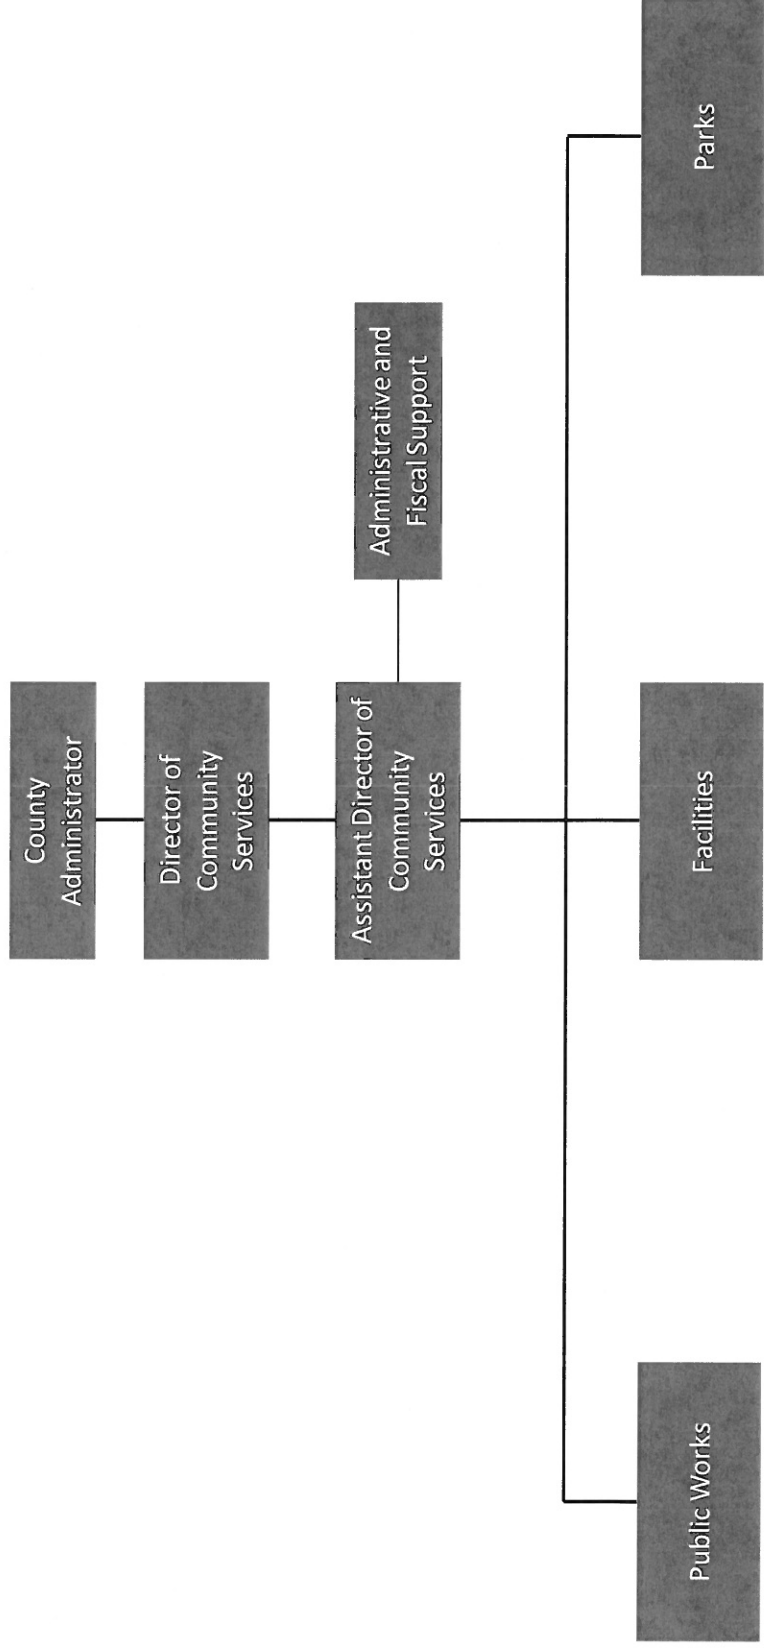 County
Administrator
Director of
Community
Services
Assistant Director of
Community
Services
Administrative and
Fiscal Support
Public Works
Facilities
Parks